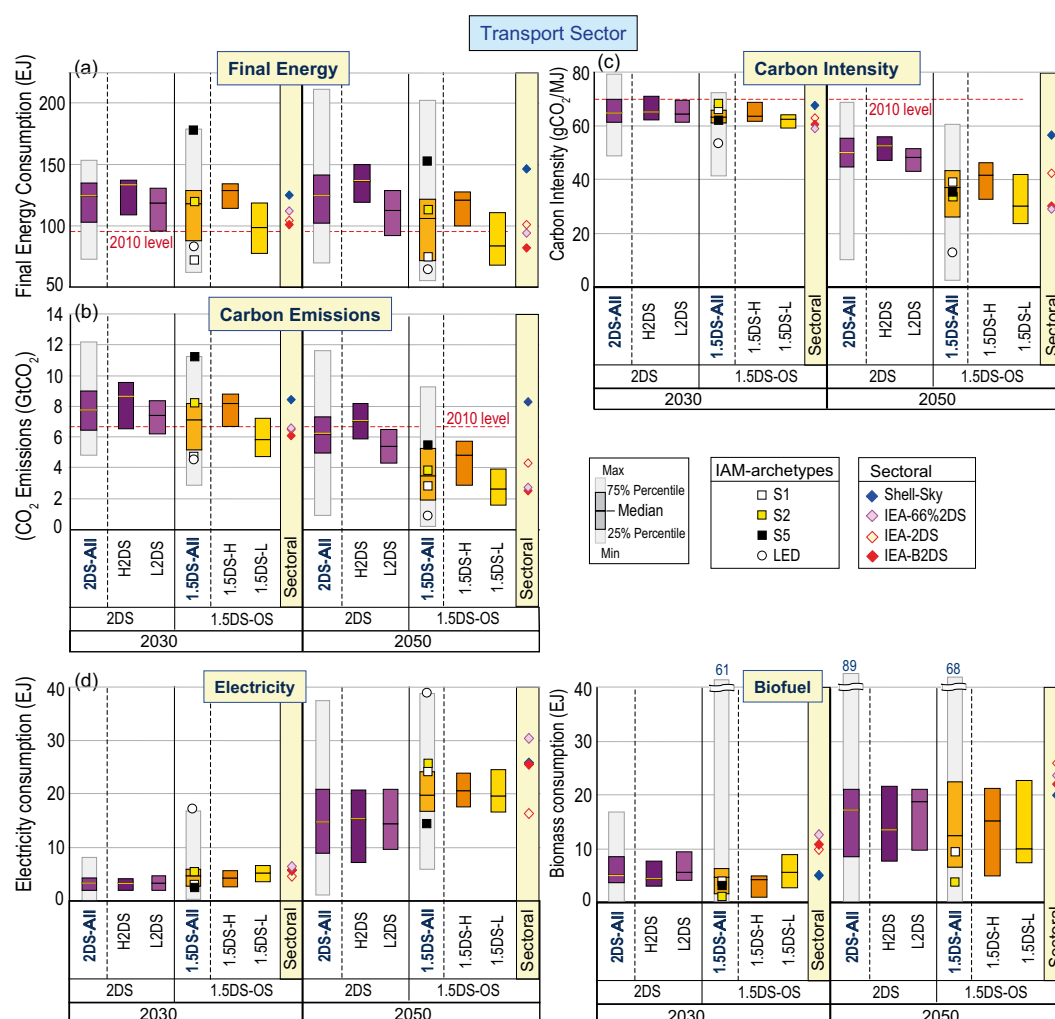 Transport Sector
(a)
Final Energy
Final Energy Consumption (EJ)
200
150
100
50
2010 level
(b)
Carbon Emissions
(CO₂ Emissions (GtCO₂)
14
12
10
8
6
4
2
0
2010 level
2DS-All
H2DS
L2DS
1.5DS-All
1.5DS-H
1.5DS-L
Sectoral
2DS-All
H2DS
L2DS
1.5DS-All
1.5DS-H
1.5DS-L
Sectoral
2DS
1.5DS-OS
2DS
1.5DS-OS
2030
2050
(c)
Carbon Intensity
Carbon Intensity (gCO₂/MJ)
80
60
40
20
0
2010 level
2DS-All
H2DS
L2DS
1.5DS-All
1.5DS-H
1.5DS-L
Sectoral
2DS-All
H2DS
L2DS
1.5DS-All
1.5DS-H
1.5DS-L
Sectoral
2DS
1.5DS-OS
2DS
1.5DS-OS
2030
2050
Max
75% Percentile
Median
25% Percentile
Min
IAM-archetypes
S1
S2
S5
LED
Sectoral
Shell-Sky
IEA-66%2DS
IEA-2DS
IEA-B2DS
(d)
Electricity
Electricity consumption (EJ)
40
30
20
10
0
2DS-All
H2DS
L2DS
1.5DS-All
1.5DS-H
1.5DS-L
Sectoral
2DS-All
H2DS
L2DS
1.5DS-All
1.5DS-H
1.5DS-L
Sectoral
2DS
1.5DS-OS
2DS
1.5DS-OS
2030
2050
61
89
68
Biofuel
Biomass consumption (EJ)
40
30
20
10
0
2DS-All
H2DS
L2DS
1.5DS-All
1.5DS-H
1.5DS-L
Sectoral
2DS-All
H2DS
L2DS
1.5DS-All
1.5DS-H
1.5DS-L
Sectoral
2DS
1.5DS-OS
2DS
1.5DS-OS
2030
2050